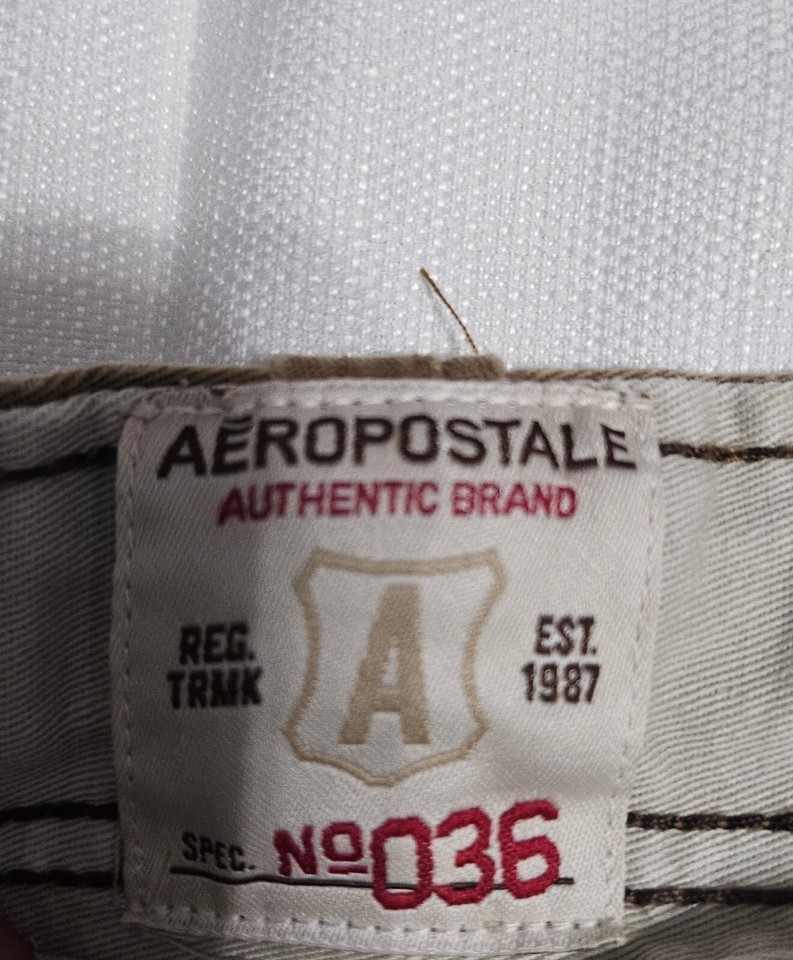 AÉROPOSTALE
AUTHENTIC BRAND
A
REG. TRMK
EST. 1987
SPEC. Nº036